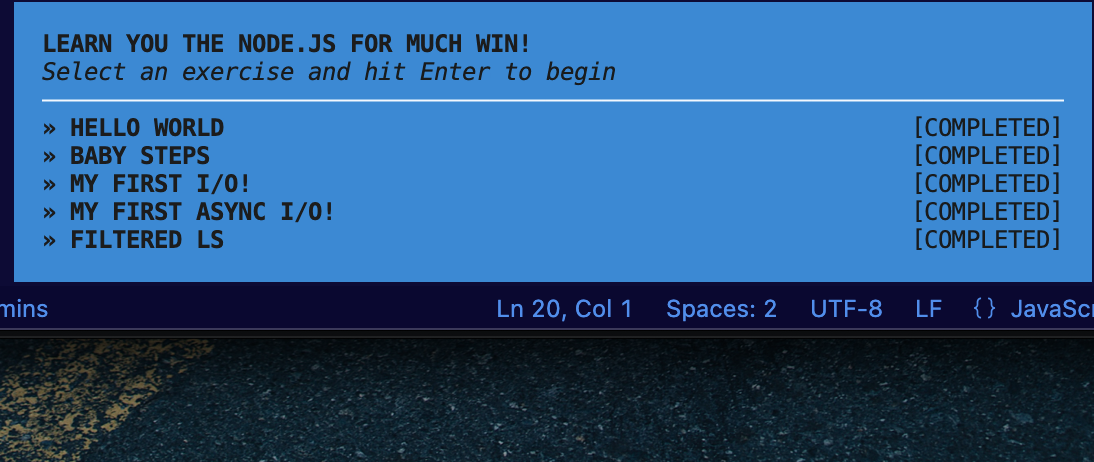 LEARN YOU THE NODE.JS FOR MUCH WIN!
Select an exercise and hit Enter to begin
» HELLO WORLD [COMPLETED]
» BABY STEPS [COMPLETED]
» MY FIRST I/O! [COMPLETED]
» MY FIRST ASYNC I/O! [COMPLETED]
» FILTERED LS [COMPLETED]
mins Ln 20, Col 1 Spaces: 2 UTF-8 LF {} JavaScr